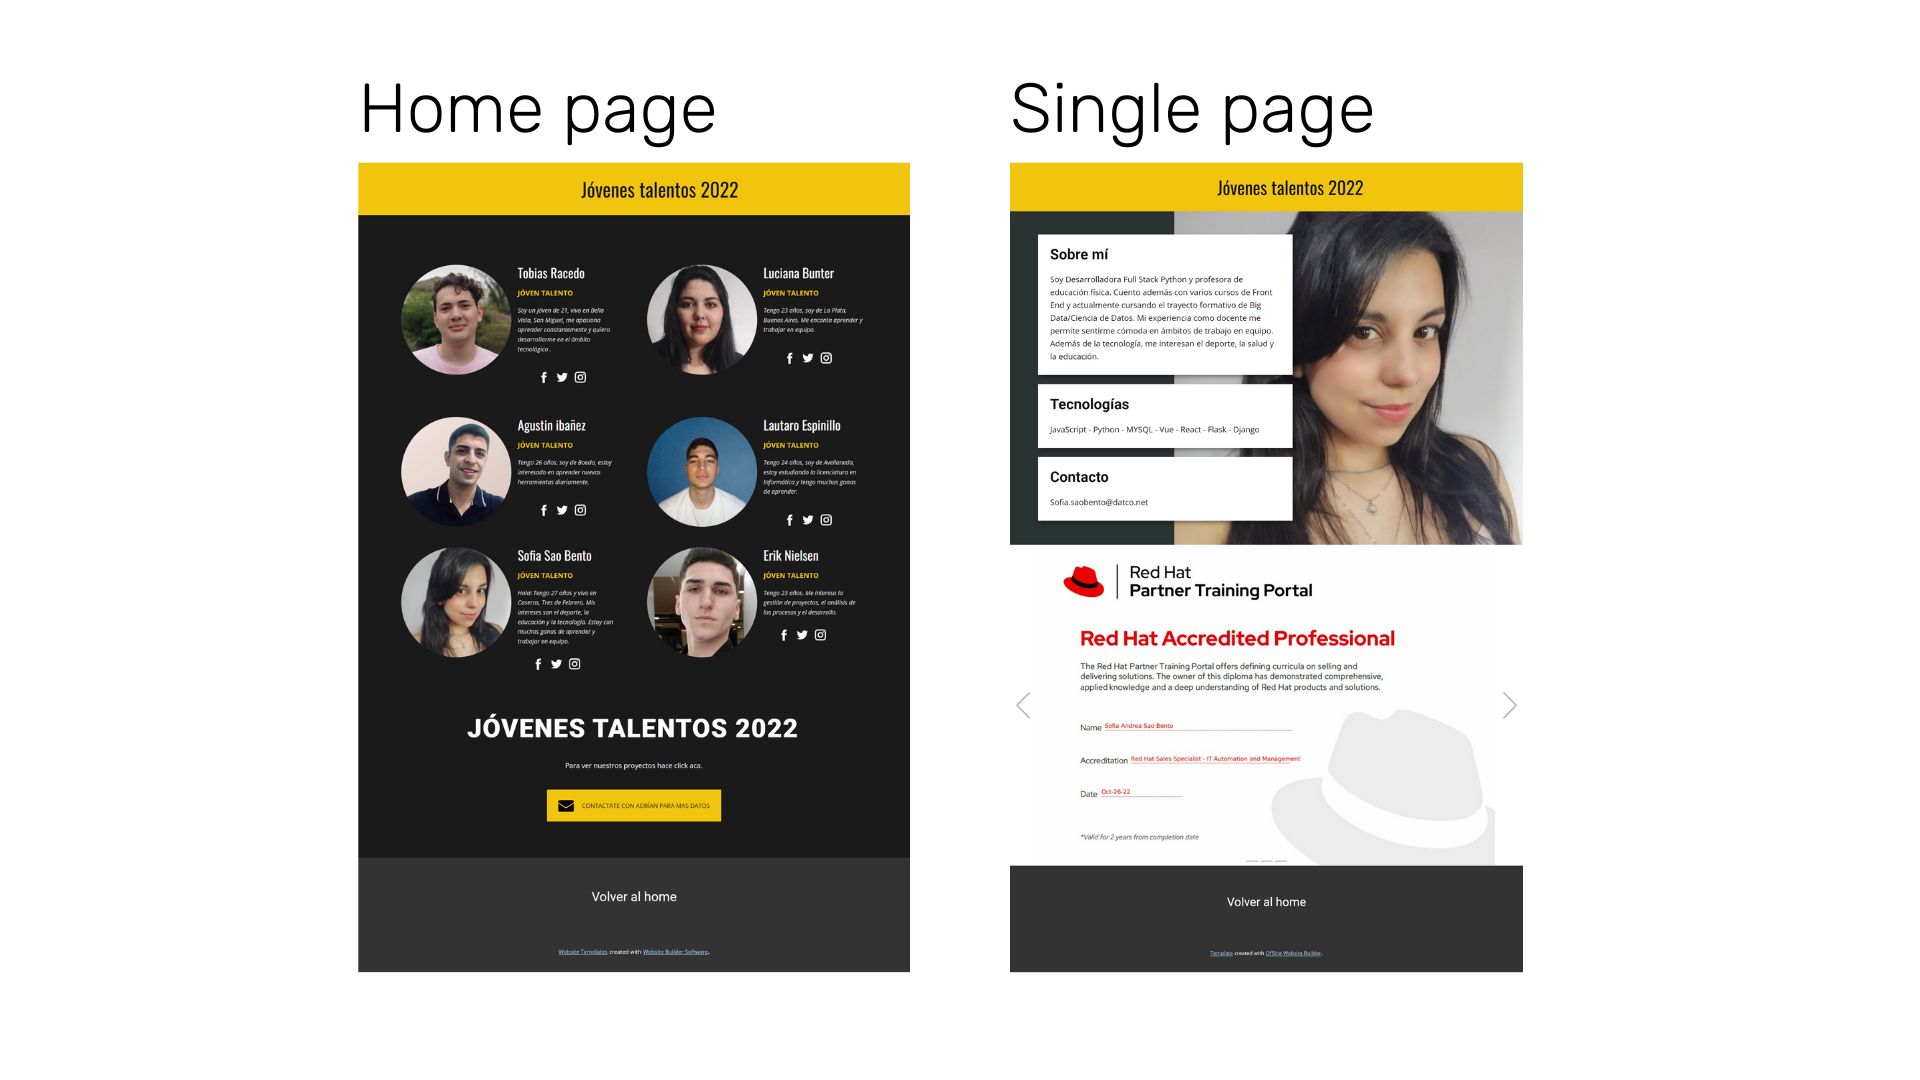 Home page
Jóvenes talentos 2022
Tobias Racedo
JÓVEN TALENTO
Soy un jóven de 21, vivo en Bella
Vista, San Miguel, me apasiona
aprender constantemente y quiero
desarrollarme en el ámbito
tecnológico .
Luciana Bunter
JÓVEN TALENTO
Tengo 23 años, soy de La Plata,
Buenos Aires. Me encanta aprender y
trabajar en equipo.
Agustin ibañez
JÓVEN TALENTO
Tengo 26 años, soy de Boedo, estoy
interesado en aprender nuevas
herramientas diariamente.
Lautaro Espinillo
JÓVEN TALENTO
Tengo 24 años, soy de Avellaneda,
estoy estudiando la licenciatura en
Informática y tengo muchas ganas
de aprender.
Sofia Sao Bento
JÓVEN TALENTO
Hola! Tengo 27 años y vivo en
Caseros, Tres de Febrero. Mis
intereses son el deporte, la
educación y la tecnología. Estoy con
muchas ganas de aprender y
trabajar en equipo.
Erik Nielsen
JÓVEN TALENTO
Tengo 23 años. Me interesa la
gestión de proyectos, el análisis de
los procesos y el desarrollo.
JÓVENES TALENTOS 2022
Para ver nuestros proyectos hace click aca.
CONTACTATE CON ADRÍAN PARA MAS DATOS
Volver al home
Website Templates created with Website Builder Software.
Single page
Jóvenes talentos 2022
Sobre mí
Soy Desarrolladora Full Stack Python y profesora de
educación física. Cuento además con varios cursos de Front
End y actualmente cursando el trayecto formativo de Big
Data/Ciencia de Datos. Mi experiencia como docente me
permite sentirme cómoda en ámbitos de trabajo en equipo.
Además de la tecnología, me interesan el deporte, la salud y
la educación.
Tecnologías
JavaScript - Python - MYSQL - Vue - React - Flask - Django
Contacto
Sofia.saobento@datco.net
Red Hat
Partner Training Portal
Red Hat Accredited Professional
The Red Hat Partner Training Portal offers defining curricula on selling and
delivering solutions. The owner of this diploma has demonstrated comprehensive,
applied knowledge and a deep understanding of Red Hat products and solutions.
Name Sofia Andrea Sao Bento
Accreditation Red Hat Sales Specialist - IT Automation and Management
Date Oct-26-22
*Valid for 2 years from completion date
Volver al home
Template created with Offline Website Builder.